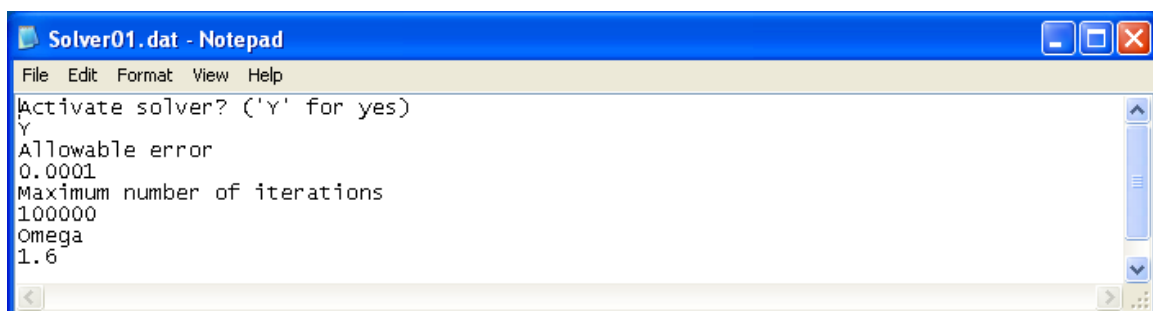 Solver01.dat - Notepad
File Edit Format View Help
Activate solver? ('Y' for yes)
Y
Allowable error
0.0001
Maximum number of iterations
100000
Omega
1.6